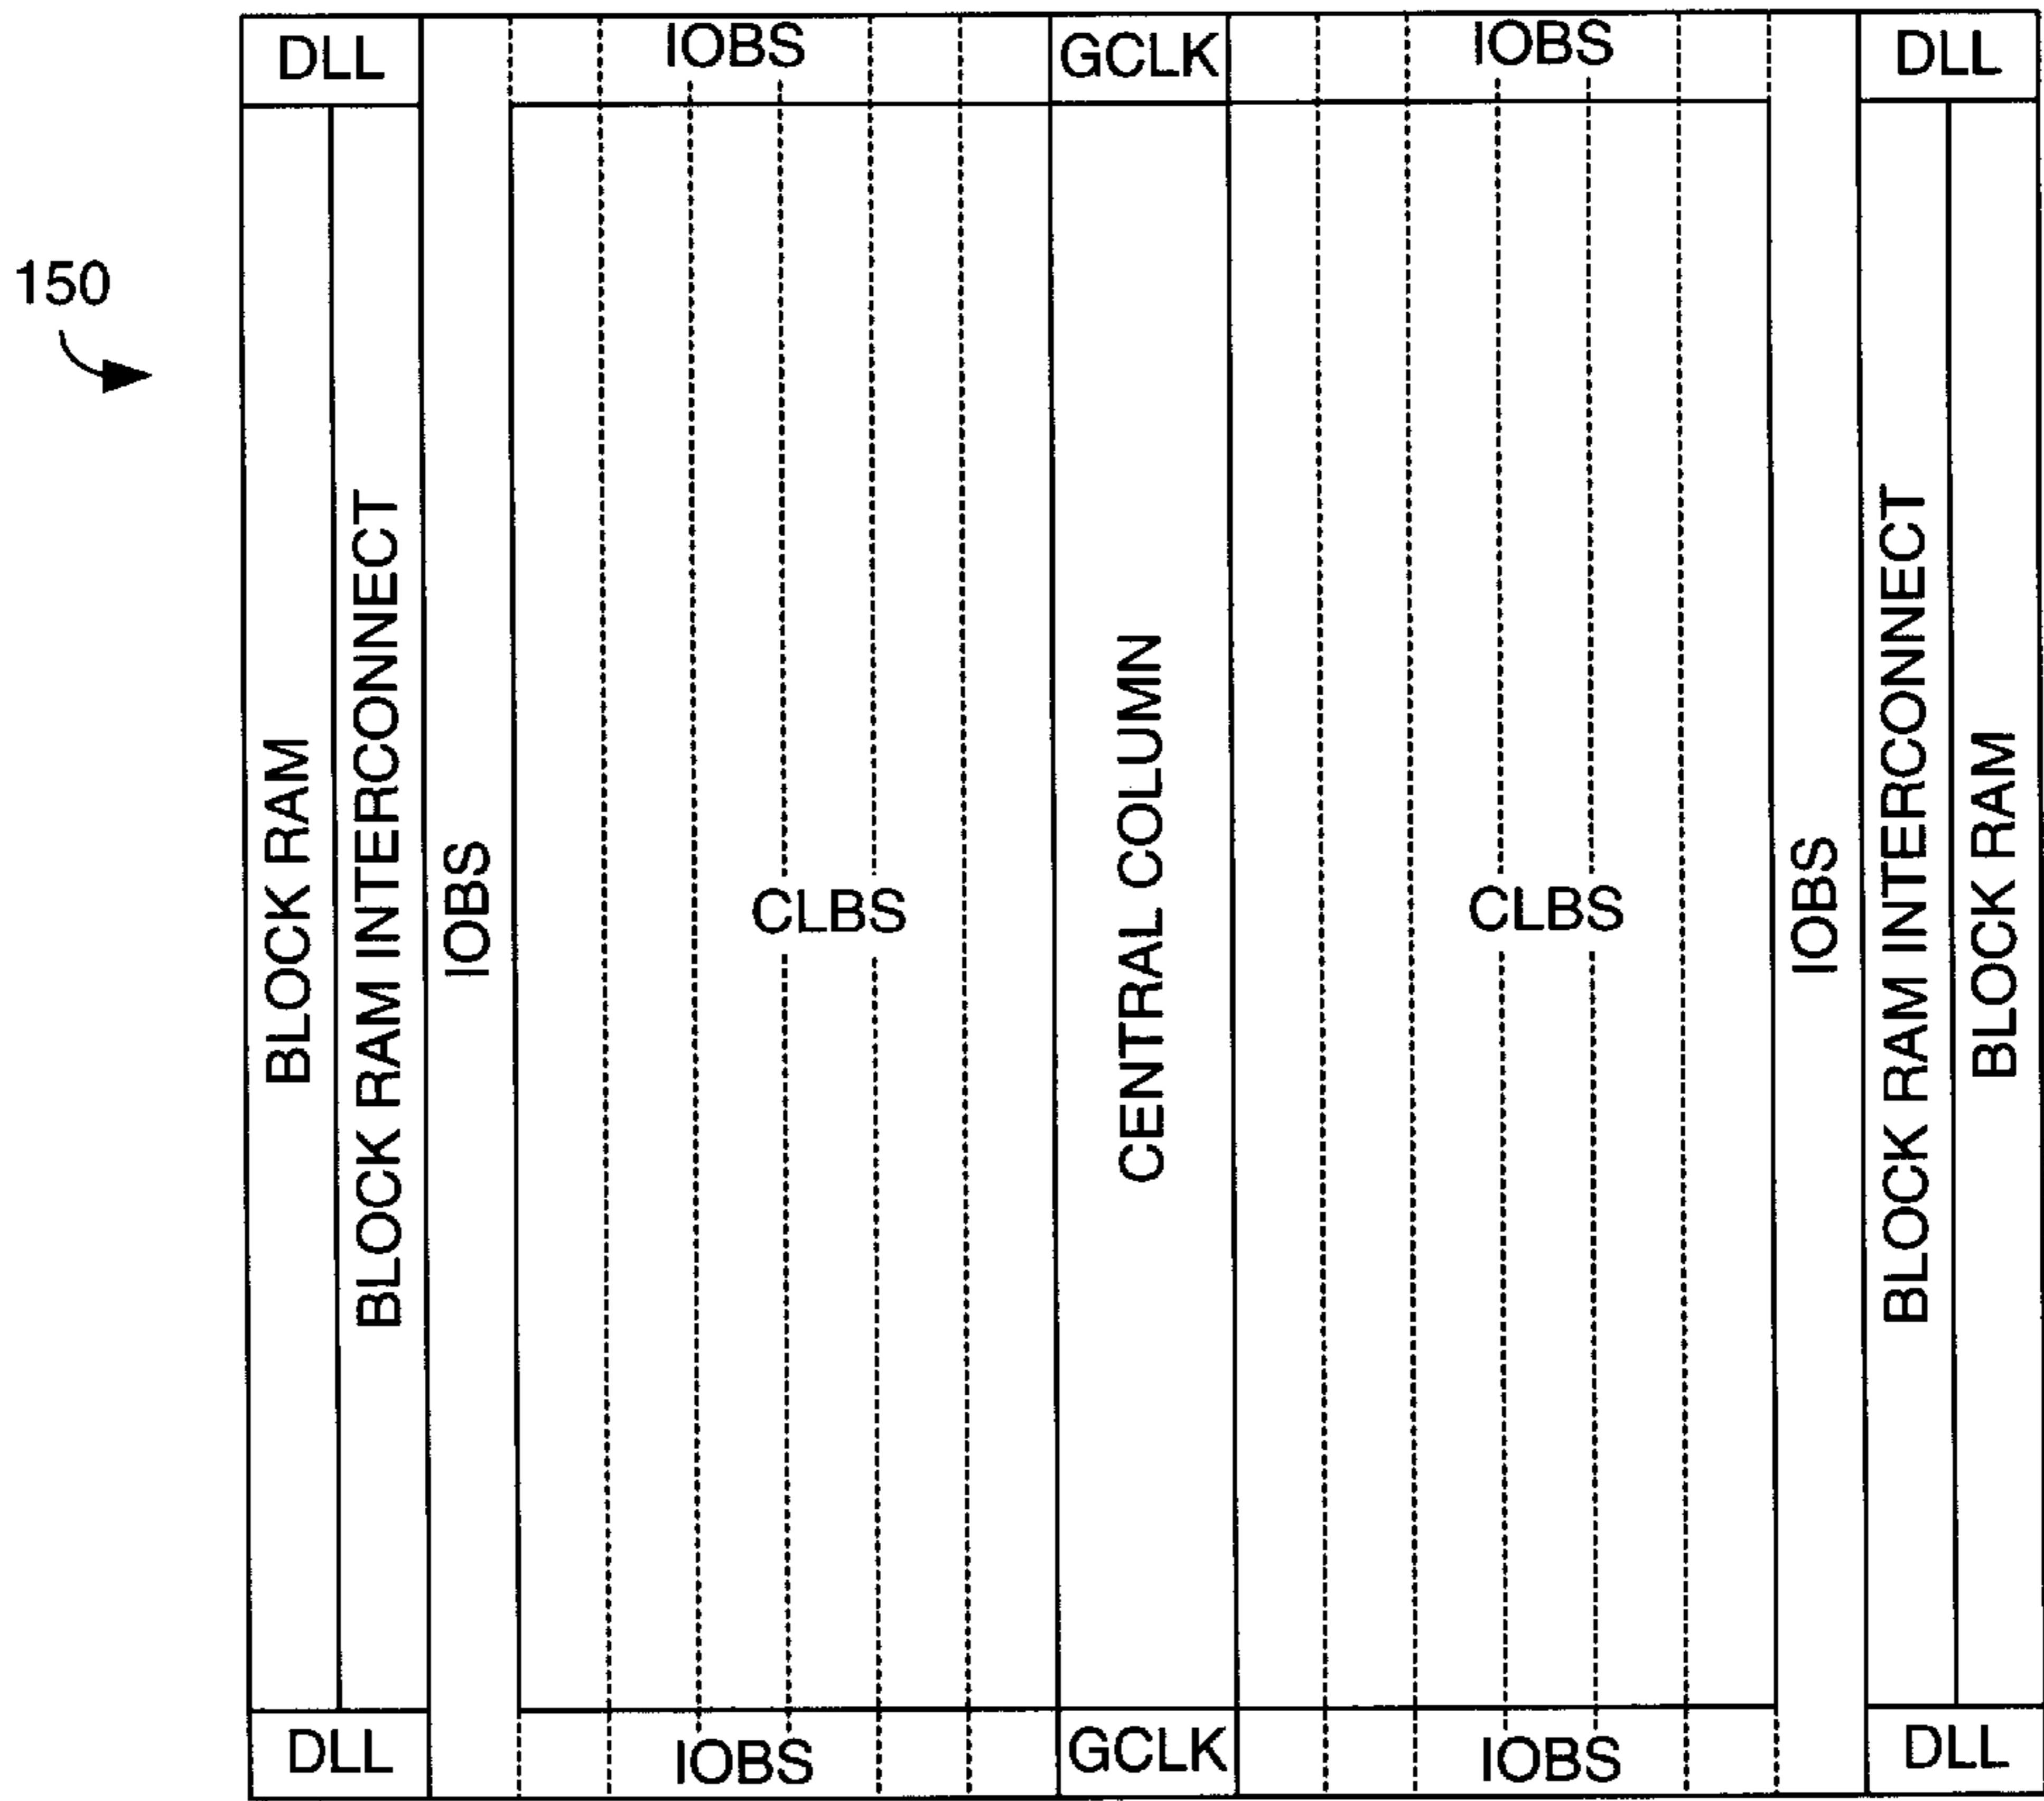 DLL
IOBS
GCLK
IOBS
DLL
150
BLOCK RAM
BLOCK RAM INTERCONNECT
IOBS
CLBS
CENTRAL COLUMN
CLBS
IOBS
BLOCK RAM INTERCONNECT
BLOCK RAM
DLL
IOBS
GCLK
IOBS
DLL